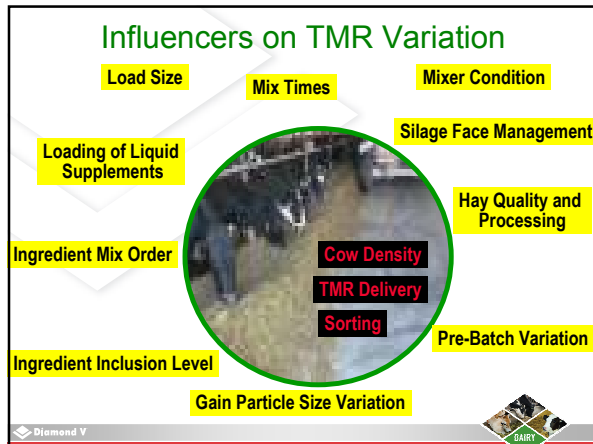 Influencers on TMR Variation
Load Size
Mix Times
Mixer Condition
Silage Face Management
Loading of Liquid
Supplements
Hay Quality and
Processing
Ingredient Mix Order
Cow Density
TMR Delivery
Sorting
Pre-Batch Variation
Ingredient Inclusion Level
Gain Particle Size Variation
Diamond V
DAIRY